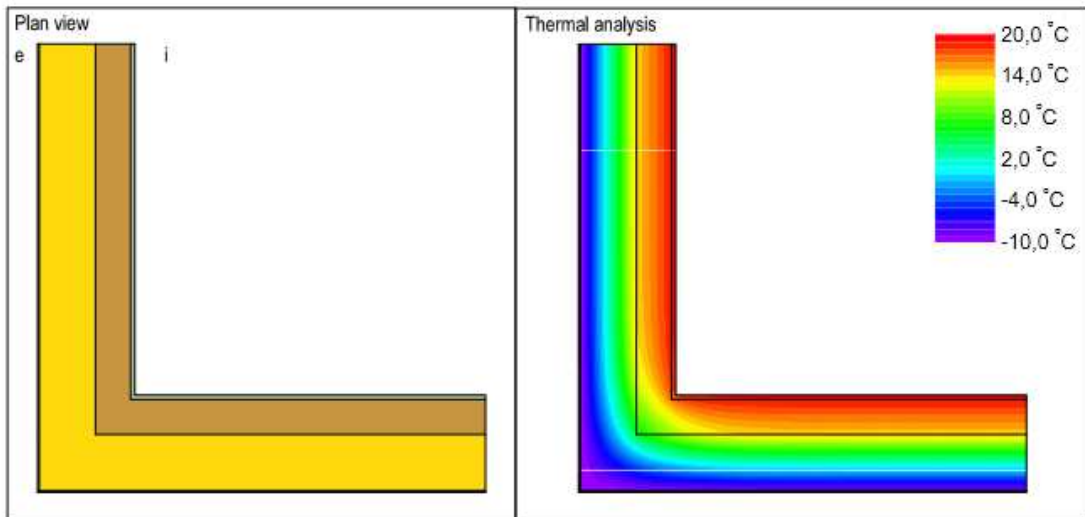 Plan view
e
i
Thermal analysis
20,0 °C
14,0 °C
8,0 °C
2,0 °C
-4,0 °C
-10,0 °C